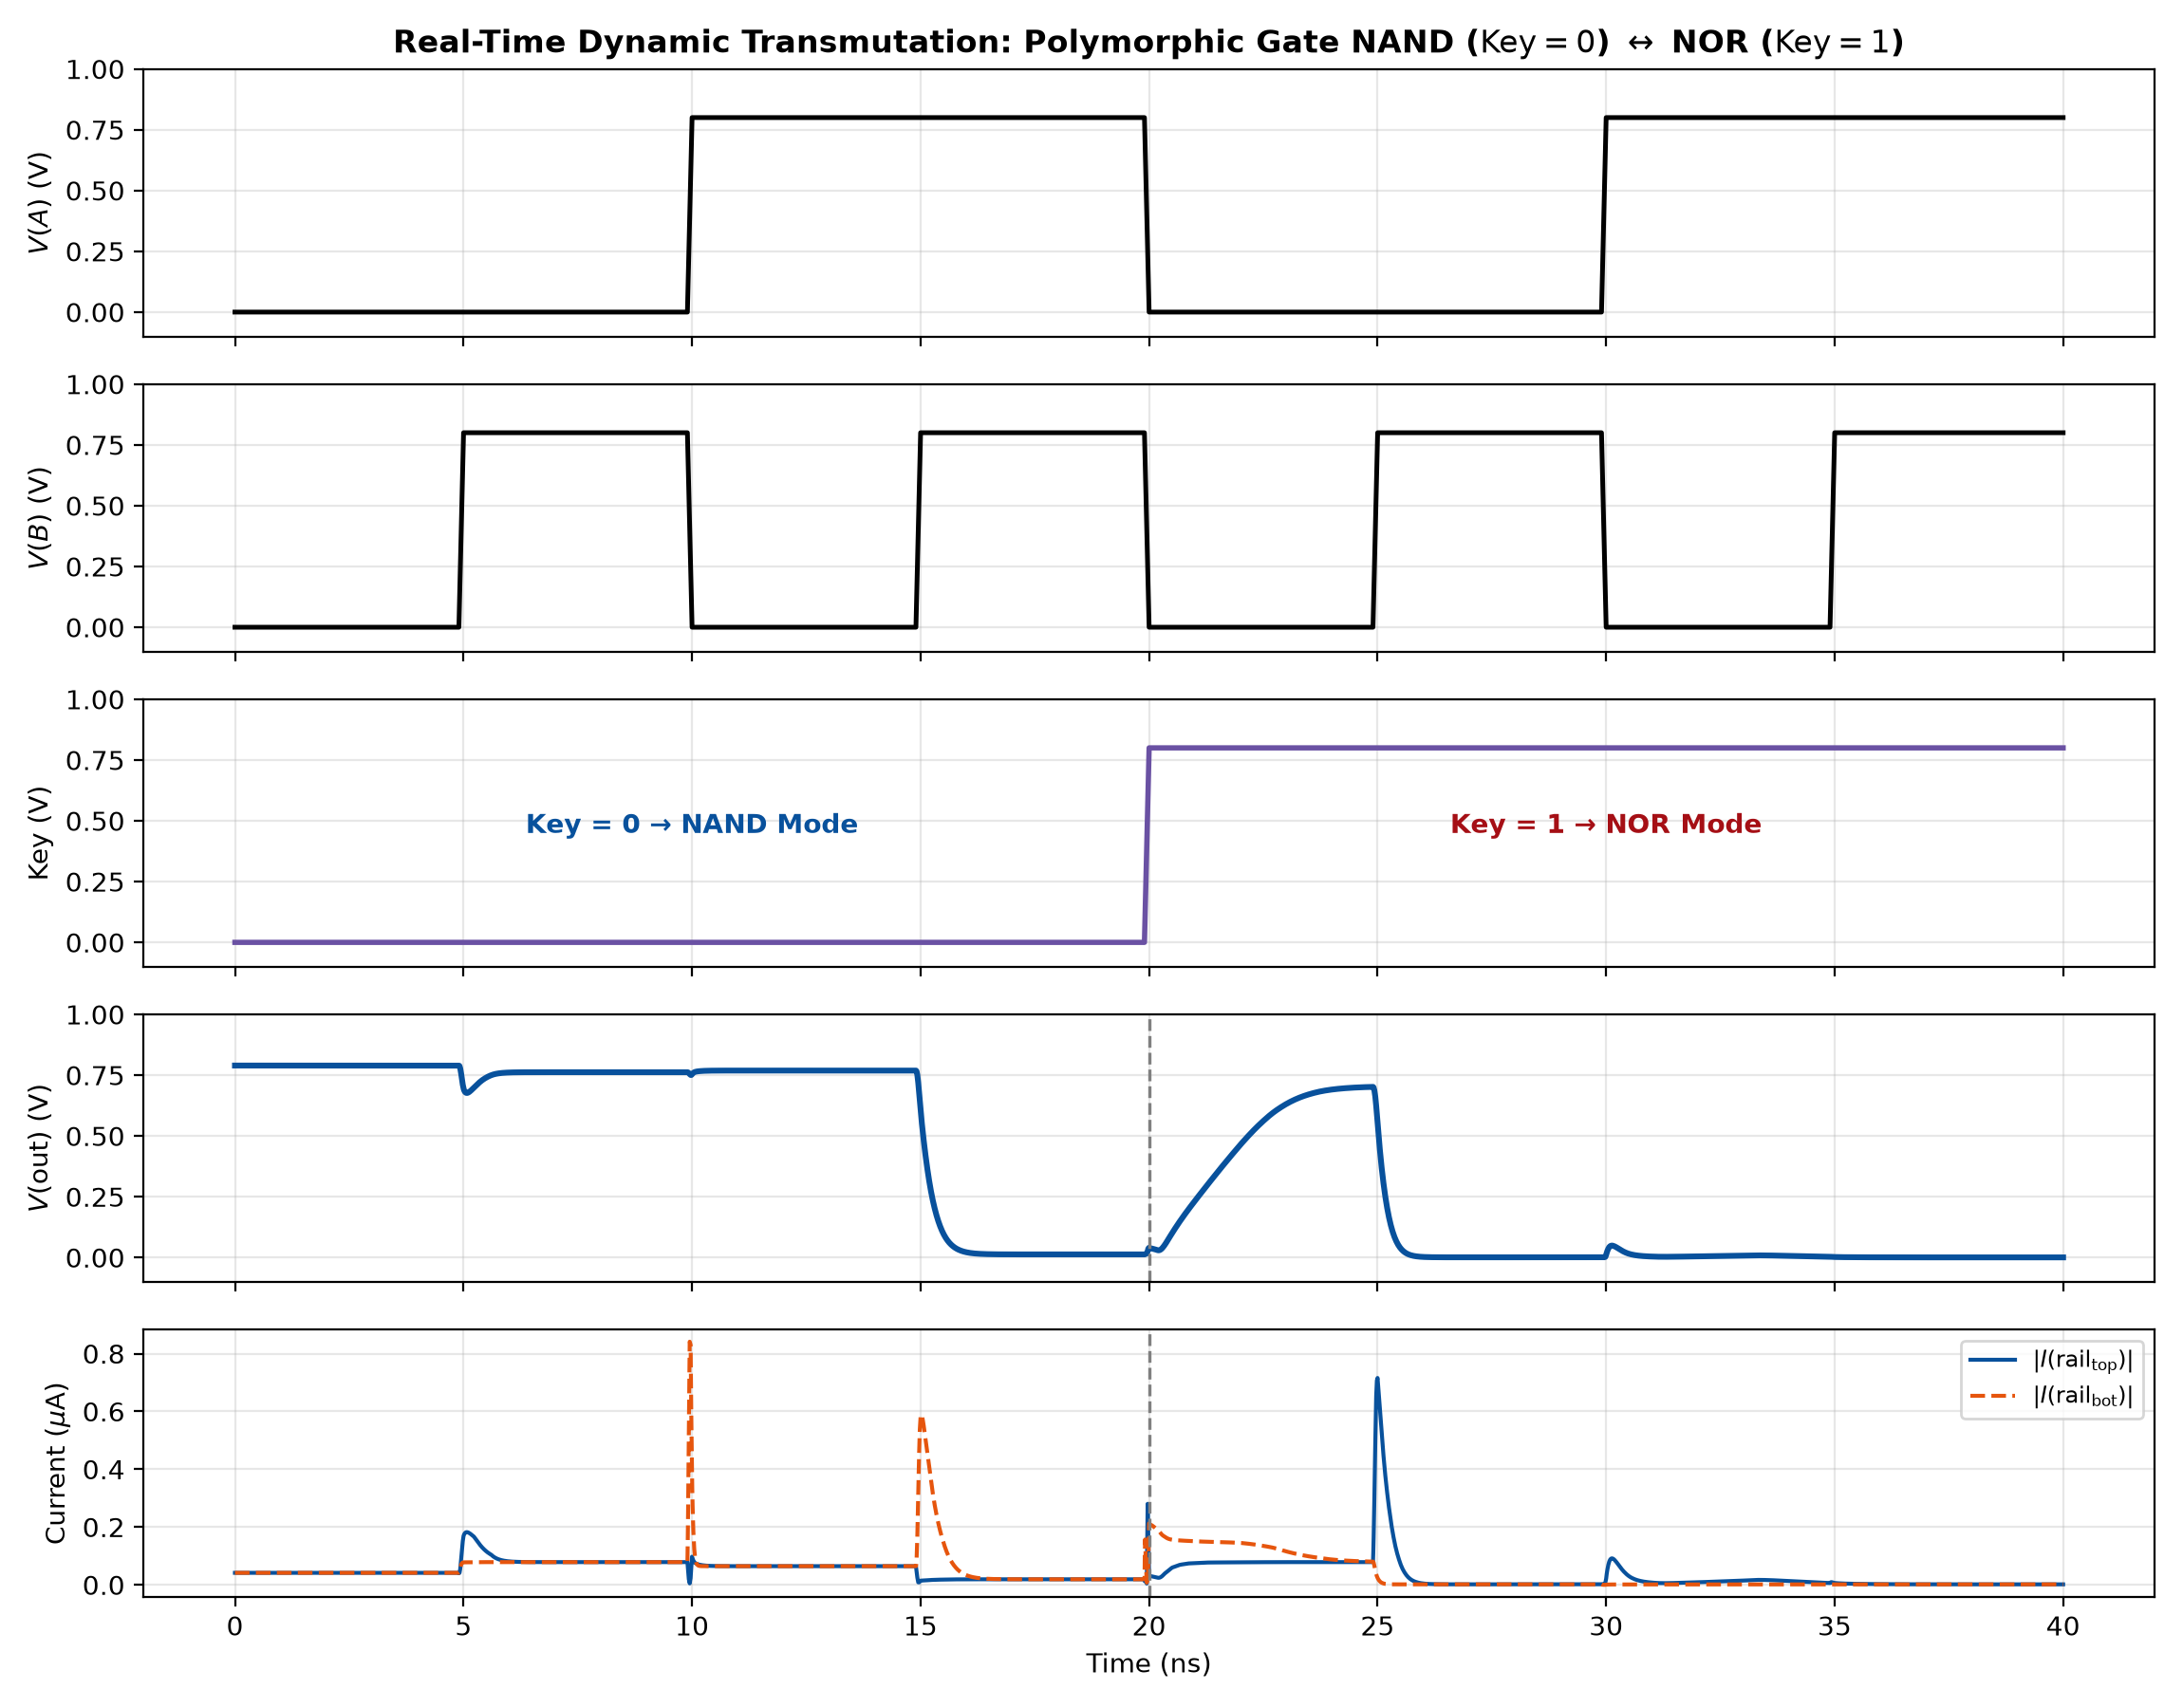 Real-Time Dynamic Transmutation: Polymorphic Gate NAND (Key = 0) ↔ NOR (Key = 1)
1.00
0.75
0.50
0.25
0.00
V(A) (V)
1.00
0.75
0.50
0.25
0.00
V(B) (V)
1.00
0.75
0.50
0.25
0.00
Key (V)
Key = 0 → NAND Mode
Key = 1 → NOR Mode
1.00
0.75
0.50
0.25
0.00
V(out) (V)
0.8
0.6
0.4
0.2
0.0
Current (μA)
|I(rail_top)|
|I(rail_bot)|
0 5 10 15 20 25 30 35 40
Time (ns)